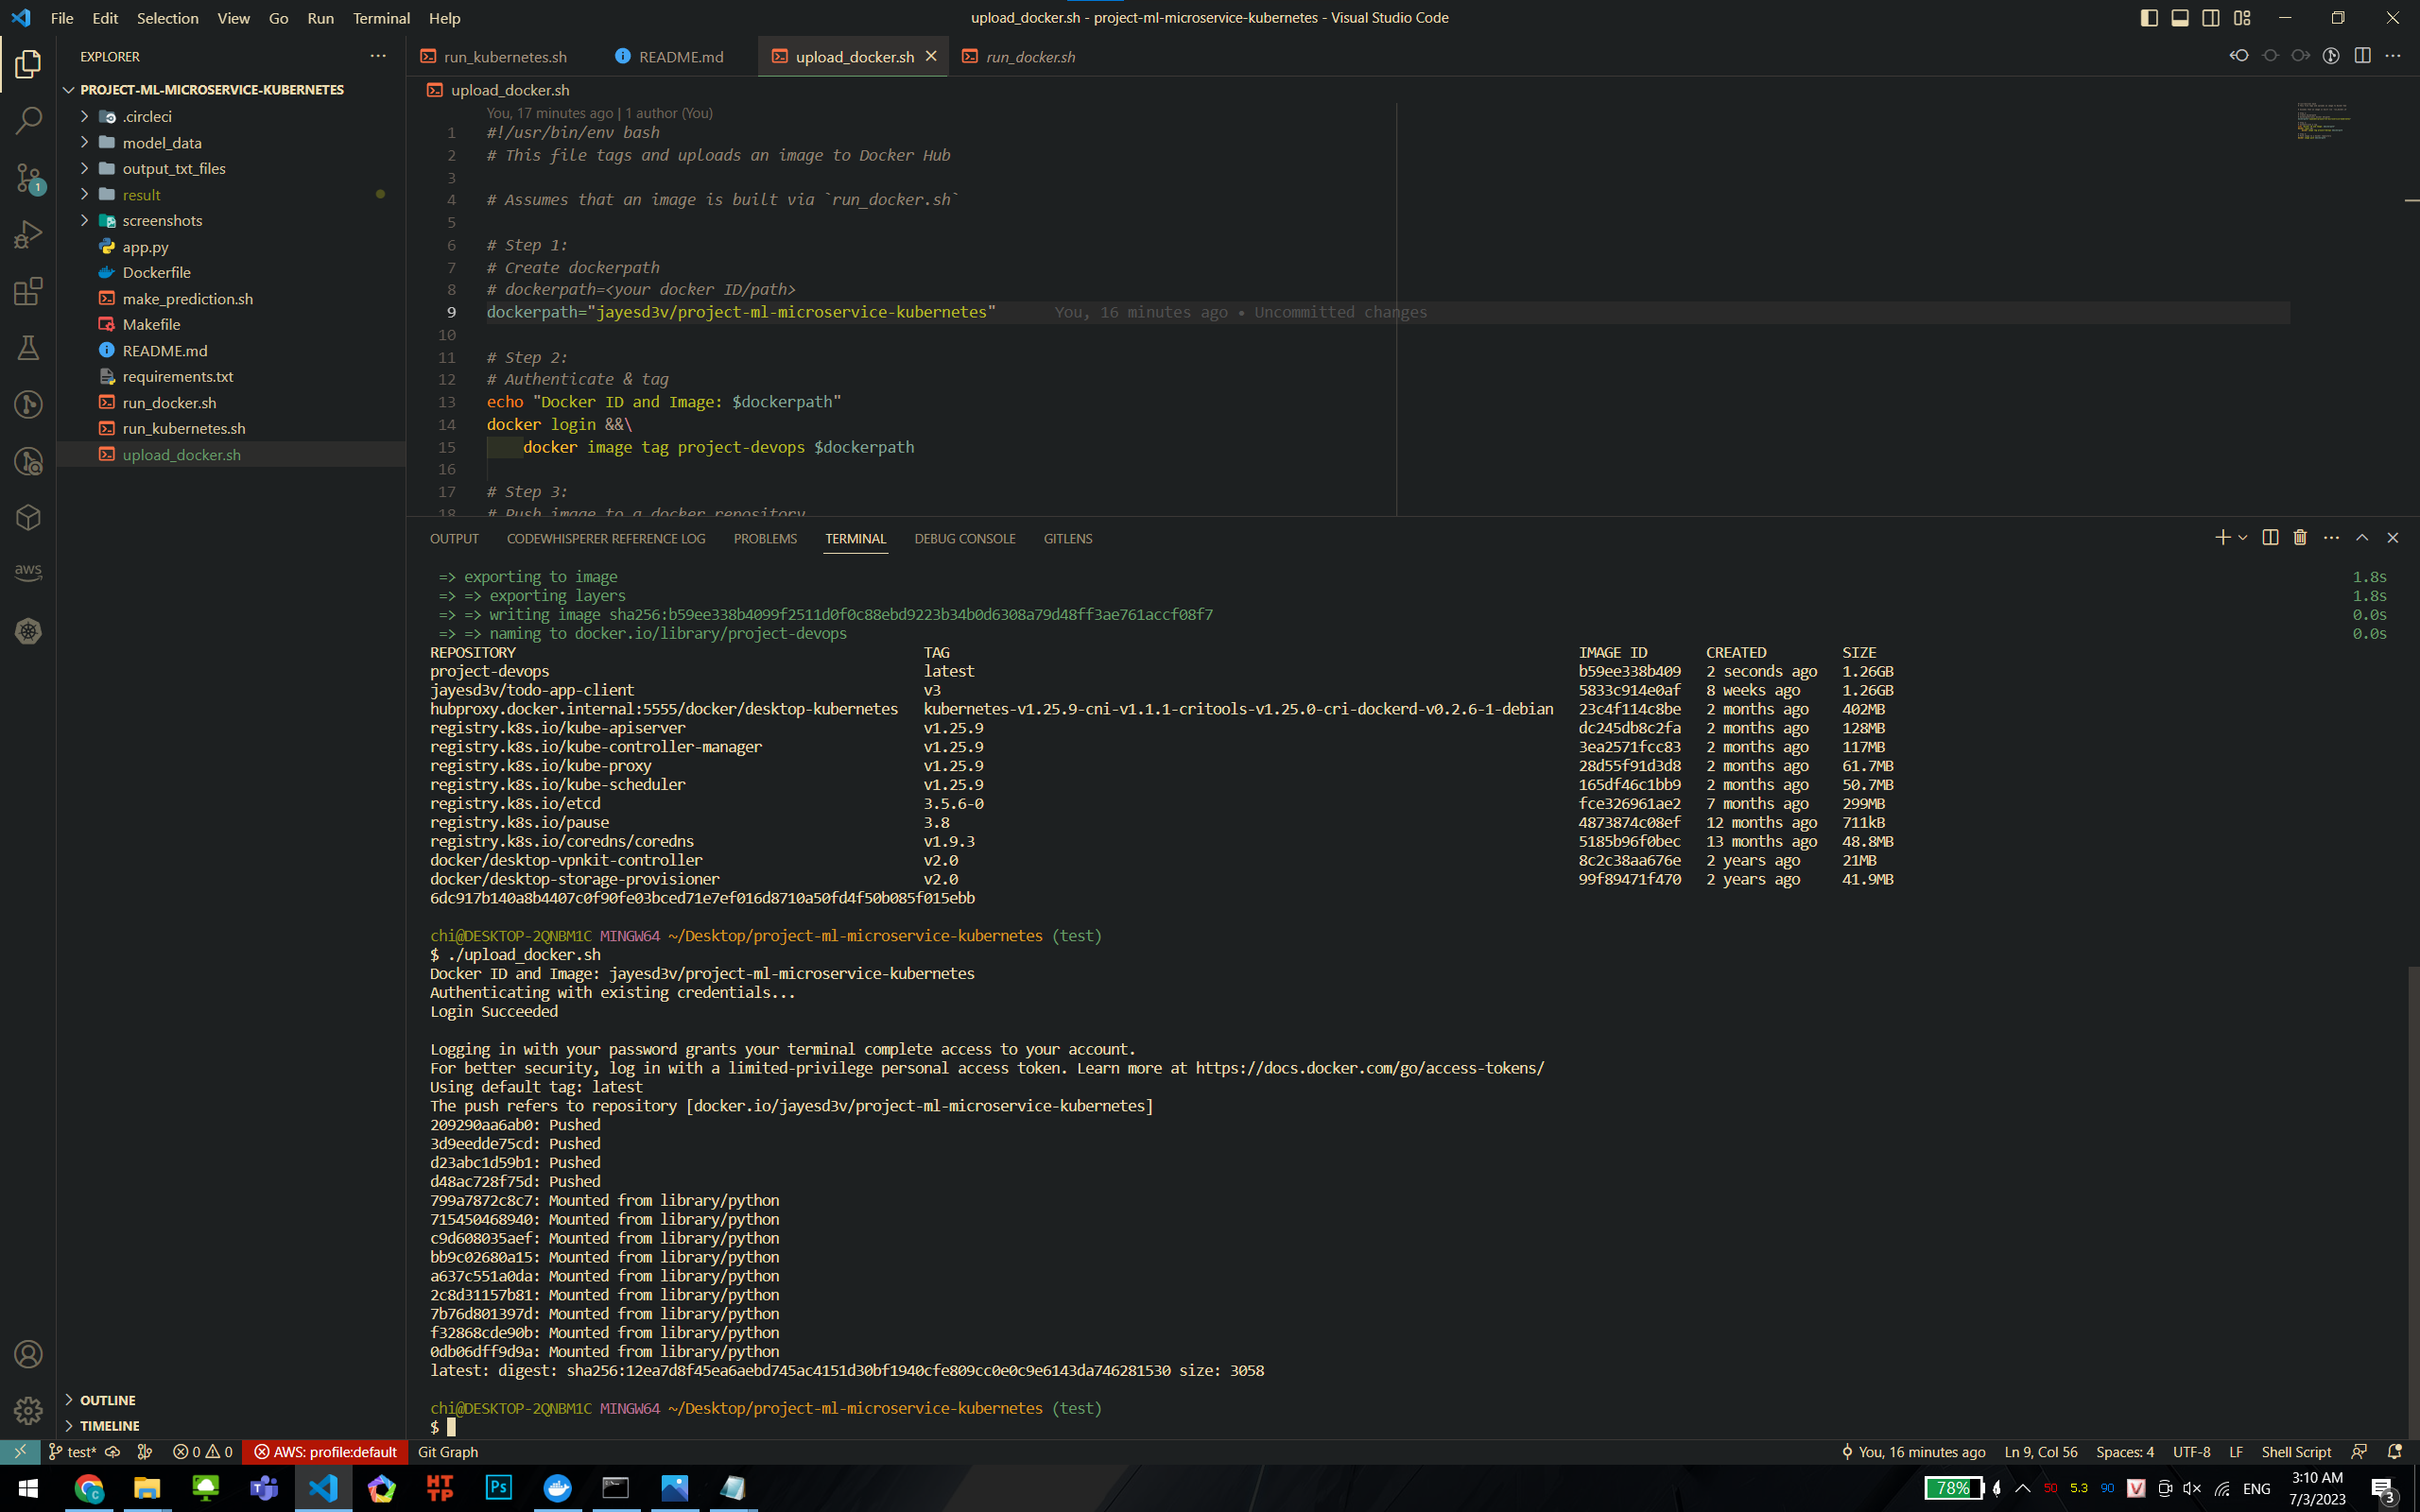 File Edit Selection View Go Run Terminal Help
upload_docker.sh - project-ml-microservice-kubernetes - Visual Studio Code
EXPLORER
PROJECT-ML-MICROSERVICE-KUBERNETES
.circleci
model_data
output_txt_files
result
screenshots
app.py
Dockerfile
make_prediction.sh
Makefile
README.md
requirements.txt
run_docker.sh
run_kubernetes.sh
upload_docker.sh
1
aws
OUTLINE
TIMELINE
run_kubernetes.sh README.md upload_docker.sh run_docker.sh
upload_docker.sh
You, 17 minutes ago | 1 author (You)
1 #!/usr/bin/env bash
2 # This file tags and uploads an image to Docker Hub
3
4 # Assumes that an image is built via `run_docker.sh`
5
6 # Step 1:
7 # Create dockerpath
8 # dockerpath=<your docker ID/path>
9 dockerpath="jayesd3v/project-ml-microservice-kubernetes" You, 16 minutes ago • Uncommitted changes
10
11 # Step 2:
12 # Authenticate & tag
13 echo "Docker ID and Image: $dockerpath"
14 docker login &&\
15 docker image tag project-devops $dockerpath
16
17 # Step 3:
18 # Push image to a docker repository
OUTPUT CODEWHISPERER REFERENCE LOG PROBLEMS TERMINAL DEBUG CONSOLE GITLENS
=> exporting to image 1.8s
=> => exporting layers 1.8s
=> => writing image sha256:b59ee338b4099f2511d0f0c88ebd9223b34b0d6308a79d48ff3ae761accf08f7 0.0s
=> => naming to docker.io/library/project-devops 0.0s
REPOSITORY TAG IMAGE ID CREATED SIZE
project-devops latest b59ee338b409 2 seconds ago 1.26GB
jayesd3v/todo-app-client v3 5833c914e0af 8 weeks ago 1.26GB
hubproxy.docker.internal:5555/docker/desktop-kubernetes kubernetes-v1.25.9-cni-v1.1.1-critools-v1.25.0-cri-dockerd-v0.2.6-1-debian 23c4f114c8be 2 months ago 402MB
registry.k8s.io/kube-apiserver v1.25.9 dc245db8c2fa 2 months ago 128MB
registry.k8s.io/kube-controller-manager v1.25.9 3ea2571fcc83 2 months ago 117MB
registry.k8s.io/kube-proxy v1.25.9 28d55f91d3d8 2 months ago 61.7MB
registry.k8s.io/kube-scheduler v1.25.9 165df46c1bb9 2 months ago 50.7MB
registry.k8s.io/etcd 3.5.6-0 fce326961ae2 7 months ago 299MB
registry.k8s.io/pause 3.8 4873874c08ef 12 months ago 711kB
registry.k8s.io/coredns/coredns v1.9.3 5185b96f0bec 13 months ago 48.8MB
docker/desktop-vpnkit-controller v2.0 8c2c38aa676e 2 years ago 21MB
docker/desktop-storage-provisioner v2.0 99f89471f470 2 years ago 41.9MB
6dc917b140a8b4407c0f90fe03bced71e7ef016d8710a50fd4f50b085f015ebb
chi@DESKTOP-2QNBM1C MINGW64 ~/Desktop/project-ml-microservice-kubernetes (test)
$ ./upload_docker.sh
Docker ID and Image: jayesd3v/project-ml-microservice-kubernetes
Authenticating with existing credentials...
Login Succeeded
Logging in with your password grants your terminal complete access to your account.
For better security, log in with a limited-privilege personal access token. Learn more at https://docs.docker.com/go/access-tokens/
Using default tag: latest
The push refers to repository [docker.io/jayesd3v/project-ml-microservice-kubernetes]
209290aa6ab0: Pushed
3d9eedde75cd: Pushed
d23abc1d59b1: Pushed
d48ac728f75d: Pushed
799a7872c8c7: Mounted from library/python
715450468940: Mounted from library/python
c9d608035aef: Mounted from library/python
bb9c02680a15: Mounted from library/python
a637c551a0da: Mounted from library/python
2c8d31157b81: Mounted from library/python
7b76d801397d: Mounted from library/python
f32868cde90b: Mounted from library/python
0db06dff9d9a: Mounted from library/python
latest: digest: sha256:12ea7d8f45ea6aebd745ac4151d30bf1940cfe809cc0e0c9e6143da746281530 size: 3058
chi@DESKTOP-2QNBM1C MINGW64 ~/Desktop/project-ml-microservice-kubernetes (test)
$
test* 0 0 AWS: profile:default Git Graph You, 16 minutes ago Ln 9, Col 56 Spaces: 4 UTF-8 LF Shell Script
HTTP Ps 78% 50 5.3 90 V ENG 3:10 AM
7/3/2023 3